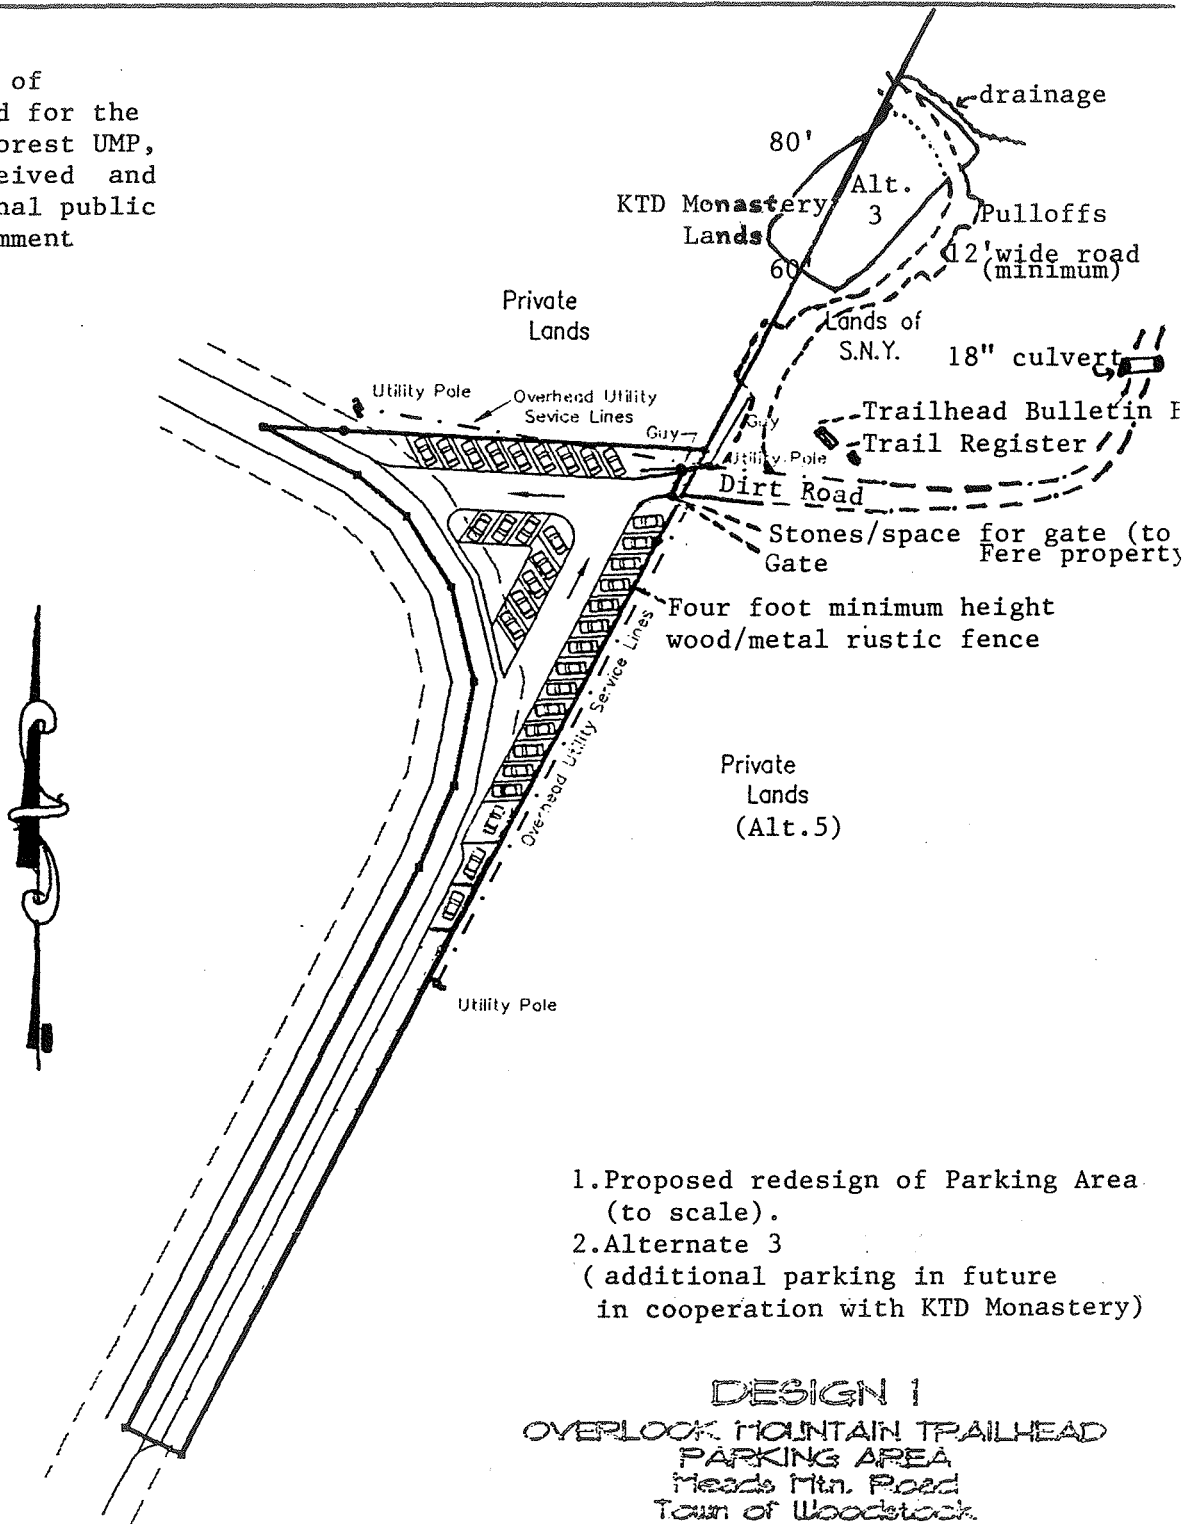 of
d for the
orest UMP,
eived and
nal public
mment
drainage
80'
KTD Monastery
Lands
Alt.
3
60'
Pulloffs
12'wide road
(minimum)
Private
Lands
Lands of
S.N.Y.
18" culvert
Utility Pole
Overhead Utility
Sevice Lines
Guy
Guy
Utility Pole
Trailhead Bulletin B
Trail Register
Dirt Road
Stones/space for gate (to
Fere property
Gate
Four foot minimum height
wood/metal rustic fence
Overhead Utility Service Lines
Private
Lands
(Alt.5)
Utility Pole
1.Proposed redesign of Parking Area
(to scale).
2.Alternate 3
(additional parking in future
in cooperation with KTD Monastery)
DESIGN 1
OVERLOOK MOUNTAIN TRAILHEAD
PARKING AREA
Meads Mtn. Road
Town of Woodstock